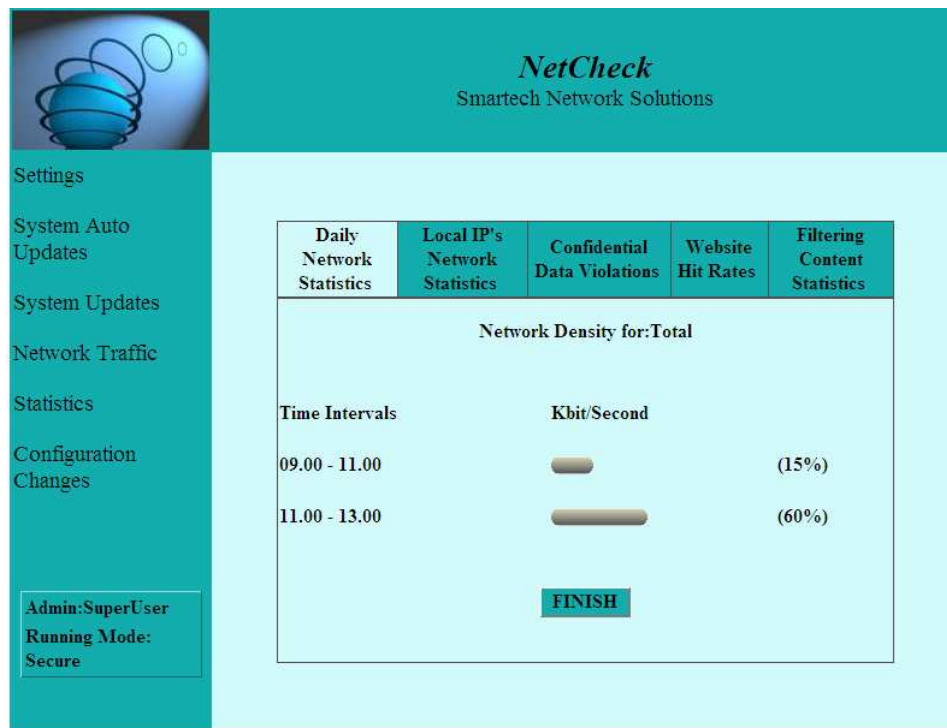 NetCheck
Smartech Network Solutions
Settings
System Auto
Updates
System Updates
Network Traffic
Statistics
Configuration
Changes
Admin:SuperUser
Running Mode:
Secure
Daily
Network
Statistics
Local IP's
Network
Statistics
Confidential
Data Violations
Website
Hit Rates
Filtering
Content
Statistics
Network Density for:Total
Time Intervals Kbit/Second
09.00 - 11.00 (15%)
11.00 - 13.00 (60%)
FINISH